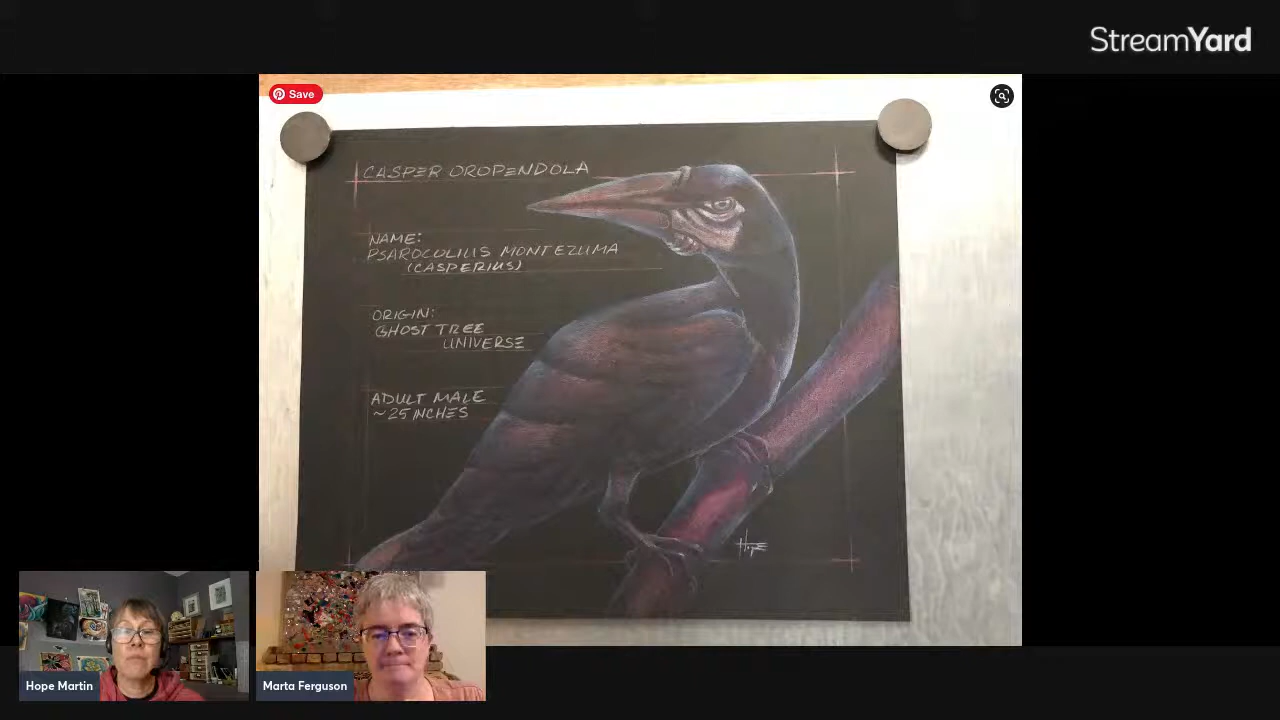 StreamYard
Save
CASPER OROPENDOLA
NAME:
PSAROCOLIUS MONTEZUMA
(CASPERIUS)
ORIGIN:
GHOST TREE
UNIVERSE
ADULT MALE
~25 INCHES
Hope
Hope Martin
Marta Ferguson